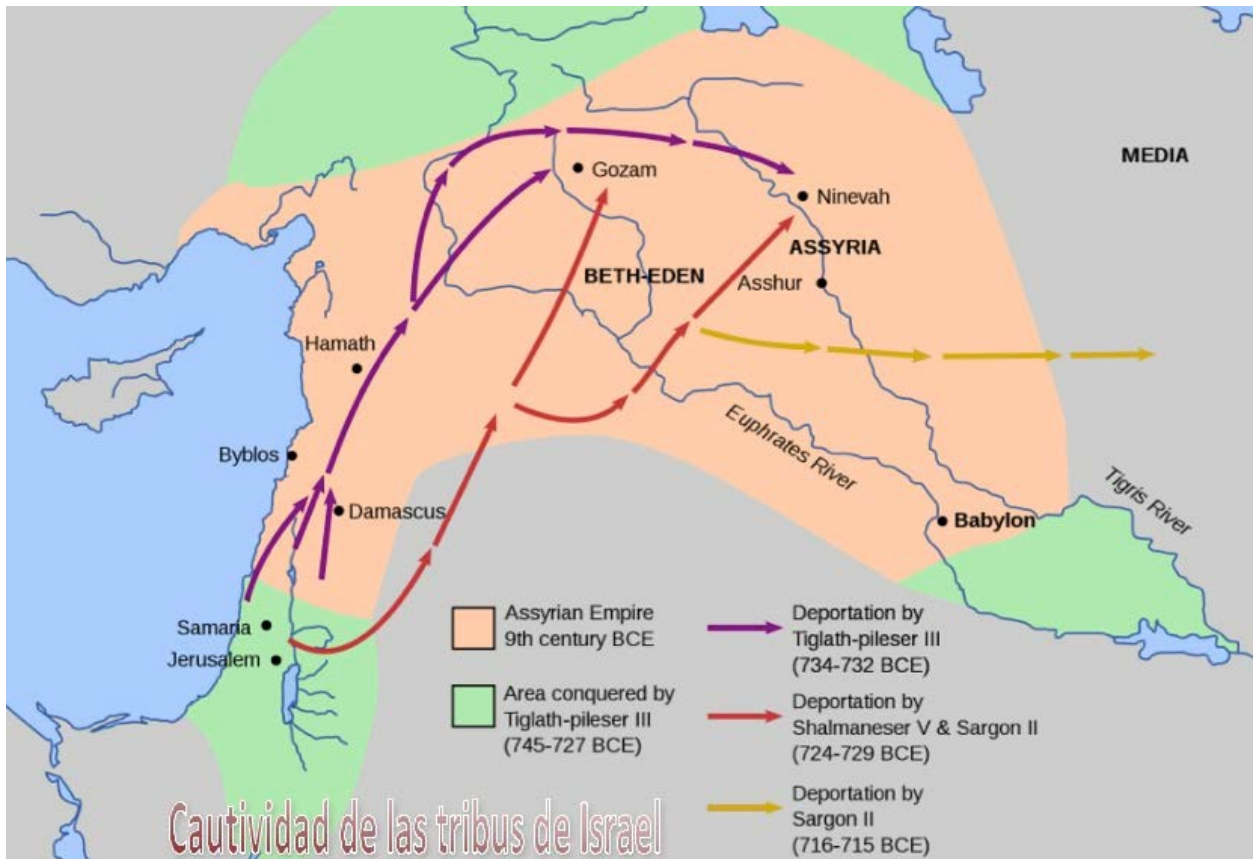 MEDIA
Gozam
Ninevah
ASSYRIA
BETH-EDEN
Asshur
Hamath
Euphrates River
Byblos
Tigris River
Damascus
Babylon
Samaria
Jerusalem
Assyrian Empire
9th century BCE
Area conquered by
Tiglath-pileser III
(745-727 BCE)
Deportation by
Tiglath-pileser III
(734-732 BCE)
Deportation by
Shalmaneser V & Sargon II
(724-729 BCE)
Deportation by
Sargon II
(716-715 BCE)
Cautividad de las tribus de Israel